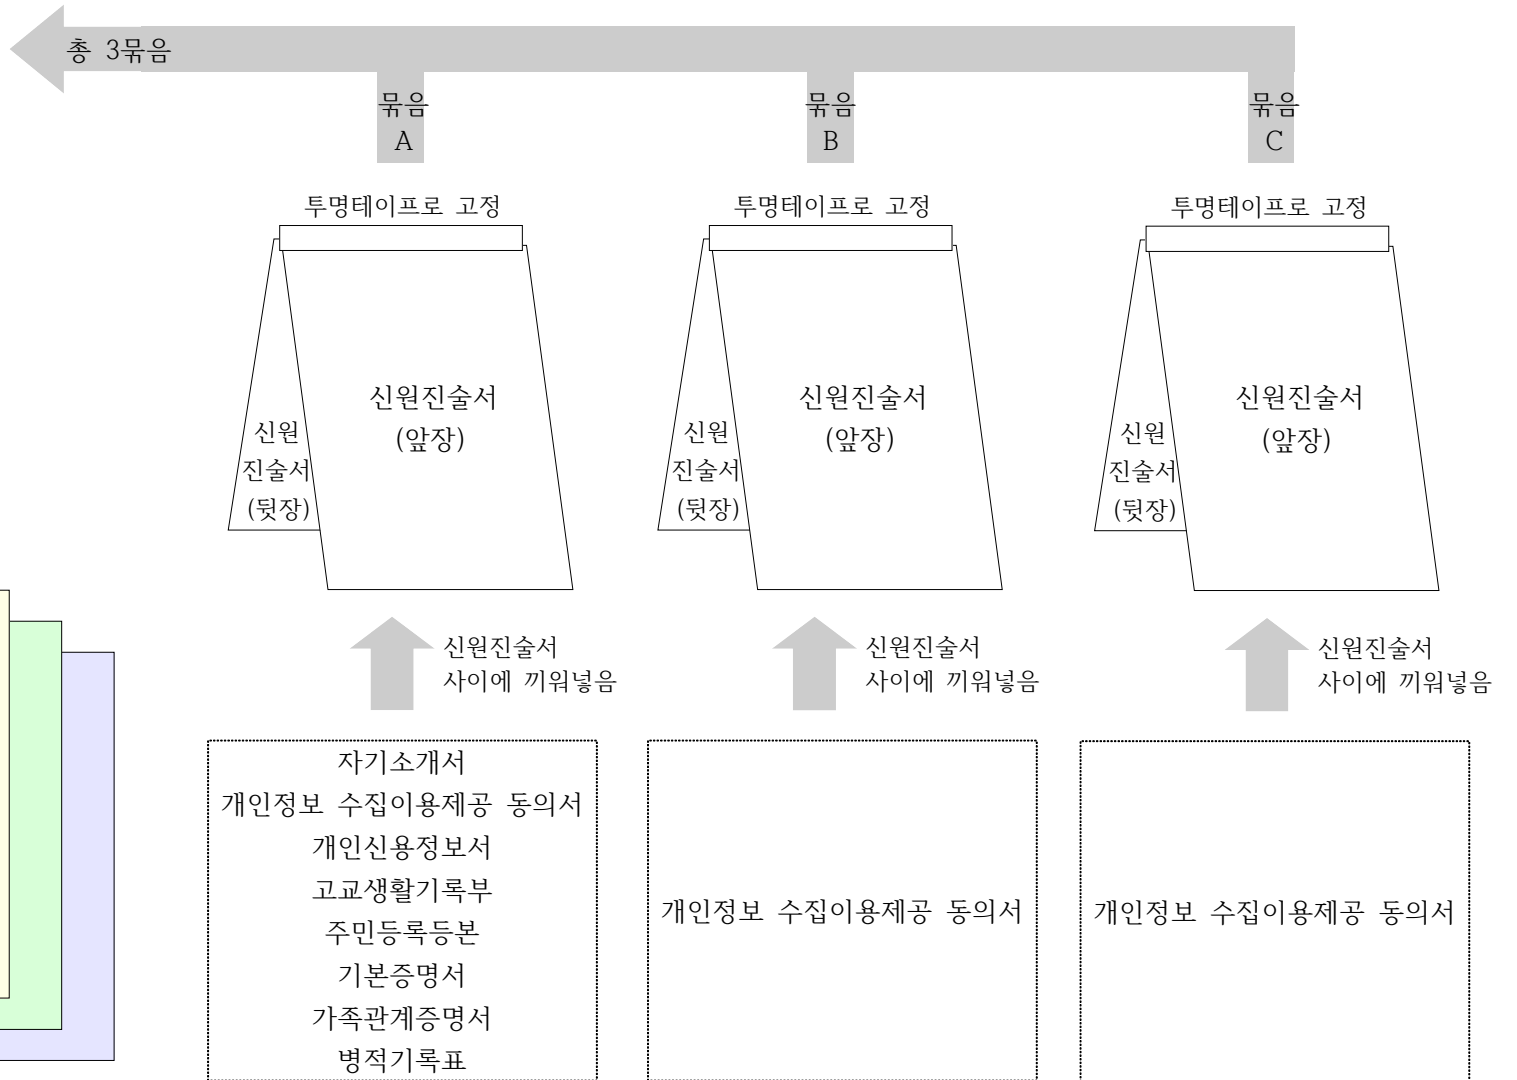 총 3묶음
묶음
A
묶음
B
묶음
C
투명테이프로 고정
투명테이프로 고정
투명테이프로 고정
신원진술서
(앞장)
신원
진술서
(뒷장)
신원진술서
(앞장)
신원
진술서
(뒷장)
신원진술서
(앞장)
신원
진술서
(뒷장)
신원진술서
사이에 끼워넣음
신원진술서
사이에 끼워넣음
신원진술서
사이에 끼워넣음
자기소개서
개인정보 수집이용제공 동의서
개인신용정보서
고교생활기록부
주민등록등본
기본증명서
가족관계증명서
병적기록표
개인정보 수집이용제공 동의서
개인정보 수집이용제공 동의서